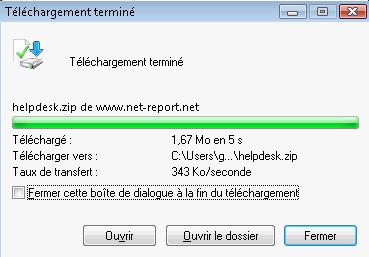 Téléchargement terminé
Téléchargement terminé
helpdesk.zip de www.net-report.net
Téléchargé : 1,67 Mo en 5 s
Télécharger vers : C:\Users\g...\helpdesk.zip
Taux de transfert : 343 Ko/seconde
Fermer cette boîte de dialogue à la fin du téléchargement
Ouvrir Ouvrir le dossier Fermer